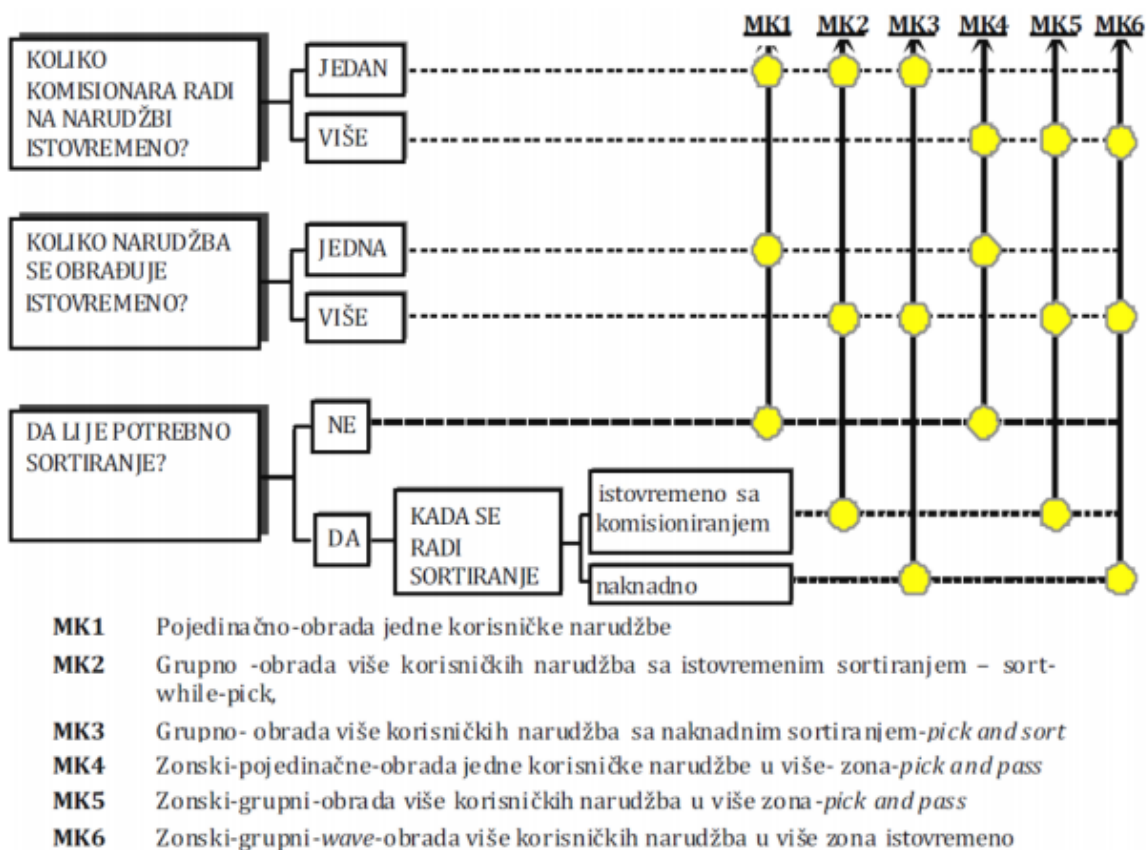 MK1 MK2 MK3 MK4 MK5 MK6
KOLIKO
KOMISIONARA RADI
NA NARUDŽBI
ISTOVREMENO?
JEDAN
VIŠE
KOLIKO NARUDŽBA
SE OBRAĐUJE
ISTOVREMENO?
JEDNA
VIŠE
DA LI JE POTREBNO
SORTIRANJE?
NE
DA
KADA SE
RADI
SORTIRANJE
istovremeno sa
komisioniranjem
naknadno
MK1 Pojedinačno-obrada jedne korisničke narudžbe
MK2 Grupno -obrada više korisničkih narudžba sa istovremenim sortiranjem – sort-
while-pick,
MK3 Grupno- obrada više korisničkih narudžba sa naknadnim sortiranjem-pick and sort
MK4 Zonski-pojedinačne-obrada jedne korisničke narudžbe u više- zona-pick and pass
MK5 Zonski-grupni-obrada više korisničkih narudžba u više zona-pick and pass
MK6 Zonski-grupni-wave-obrada više korisničkih narudžba u više zona istovremeno